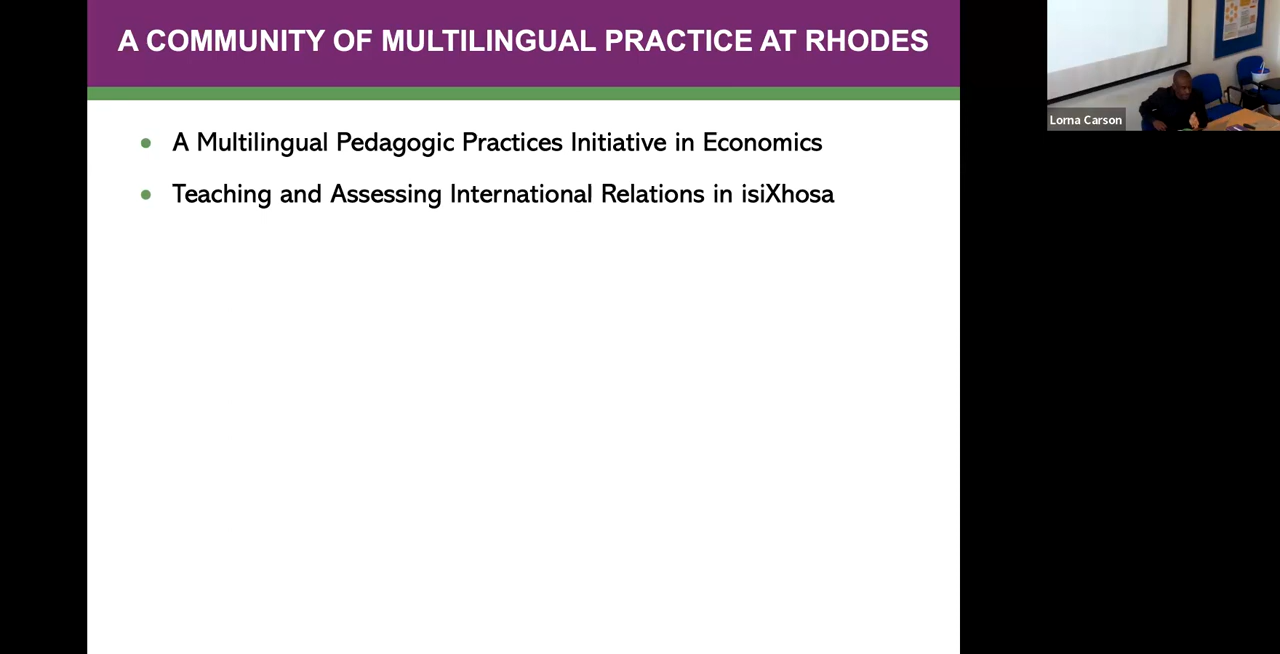 A COMMUNITY OF MULTILINGUAL PRACTICE AT RHODES
A Multilingual Pedagogic Practices Initiative in Economics
Teaching and Assessing International Relations in isiXhosa
Lorna Carson